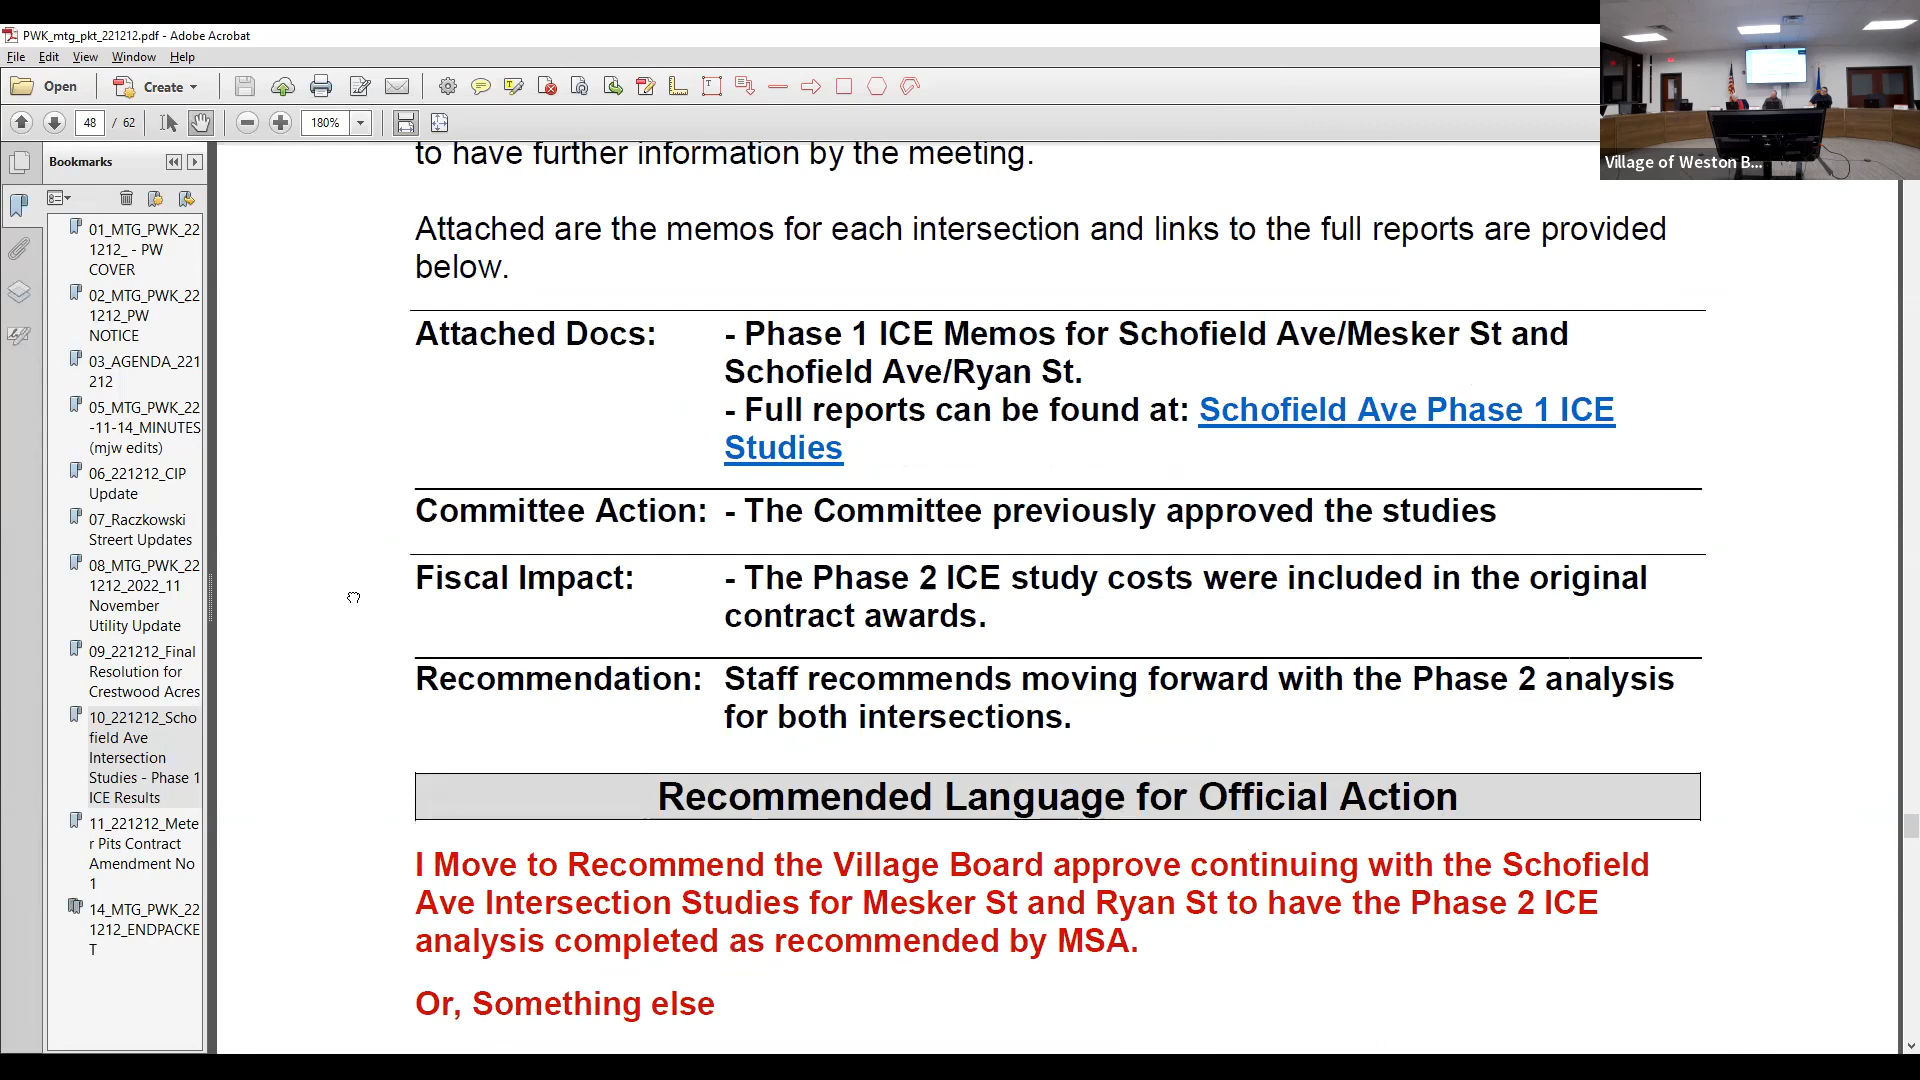 PWK_mtg_pkt_221212.pdf - Adobe Acrobat
File Edit View Window Help
Open Create
48 / 62 180%
Bookmarks
01_MTG_PWK_22
1212_ - PW
COVER
02_MTG_PWK_22
1212_PW
NOTICE
03_AGENDA_221
212
05_MTG_PWK_22
-11-14_MINUTES
(mjw edits)
06_221212_CIP
Update
07_Raczkowski
Streert Updates
08_MTG_PWK_22
1212_2022_11
November
Utility Update
09_221212_Final
Resolution for
Crestwood Acres
10_221212_Scho
field Ave
Intersection
Studies - Phase 1
ICE Results
11_221212_Mete
r Pits Contract
Amendment No
1
14_MTG_PWK_22
1212_ENDPACKE
T
to have further information by the meeting.
Attached are the memos for each intersection and links to the full reports are provided
below.
Attached Docs: - Phase 1 ICE Memos for Schofield Ave/Mesker St and
Schofield Ave/Ryan St.
- Full reports can be found at: Schofield Ave Phase 1 ICE
Studies
Committee Action: - The Committee previously approved the studies
Fiscal Impact: - The Phase 2 ICE study costs were included in the original
contract awards.
Recommendation: Staff recommends moving forward with the Phase 2 analysis
for both intersections.
Recommended Language for Official Action
I Move to Recommend the Village Board approve continuing with the Schofield
Ave Intersection Studies for Mesker St and Ryan St to have the Phase 2 ICE
analysis completed as recommended by MSA.
Or, Something else
Village of Weston B...